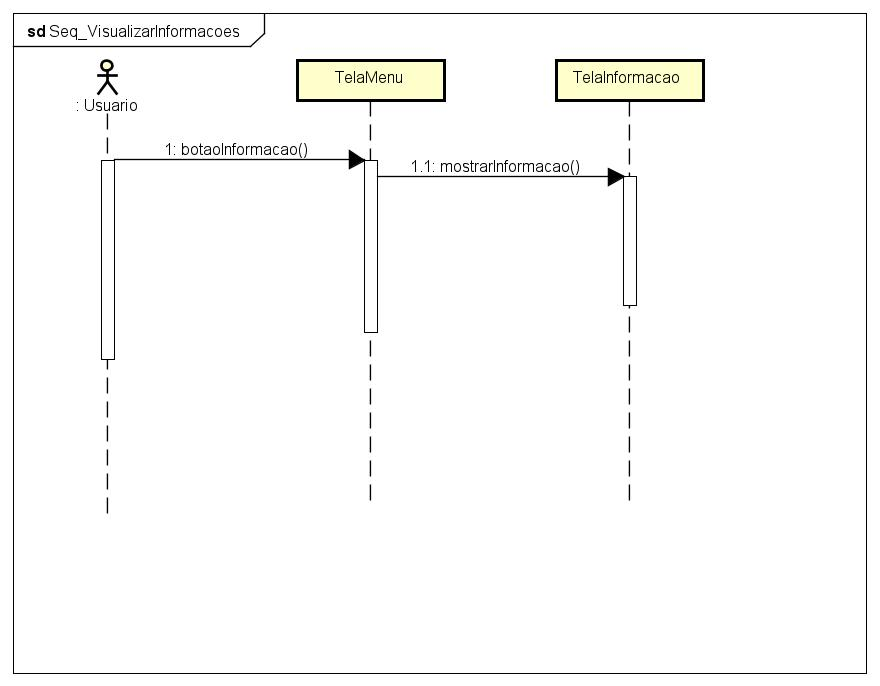 sd Seq_VisualizarInformacoes
: Usuario
TelaMenu
TelaInformacao
1: botaoInformacao()
1.1: mostrarInformacao()